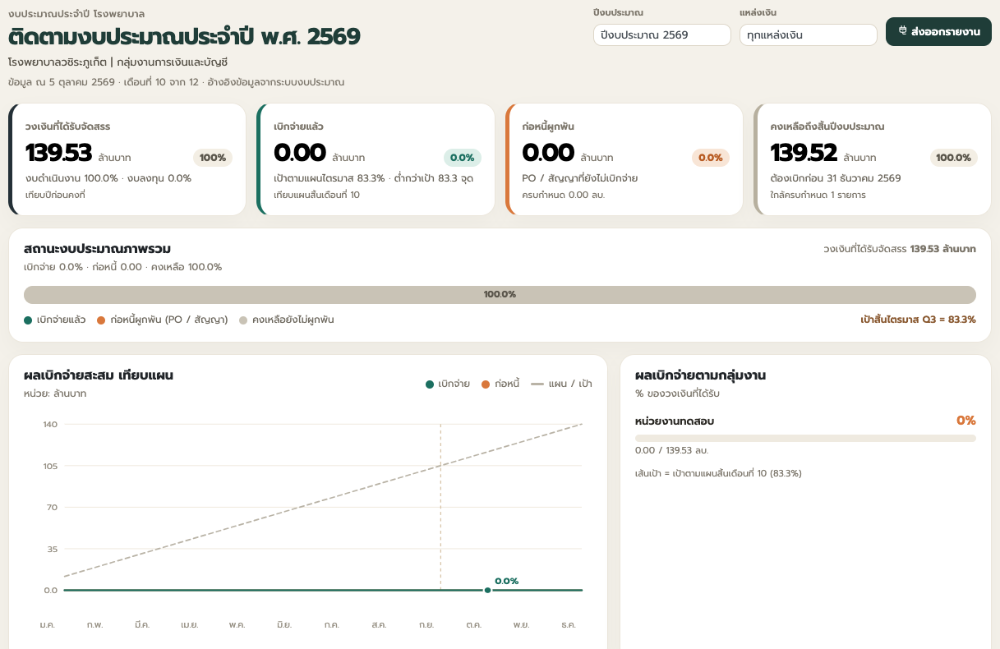 งบประมาณประจำปี โรงพยาบาล
ติดตามงบประมาณประจำปี พ.ศ. 2569
โรงพยาบาลวชิระภูเก็ต | กลุ่มงานการเงินและบัญชี
ข้อมูล ณ 5 ตุลาคม 2569 · เดือนที่ 10 จาก 12 · อ้างอิงข้อมูลจากระบบงบประมาณ
ปีงบประมาณ
ปีงบประมาณ 2569
แหล่งเงิน
ทุกแหล่งเงิน
ส่งออกรายงาน
วงเงินที่ได้รับจัดสรร
139.53 ล้านบาท 100%
งบดำเนินงาน 100.0% · งบลงทุน 0.0%
เทียบปีก่อนคงที่
เบิกจ่ายแล้ว
0.00 ล้านบาท 0.0%
เป้าตามแผนไตรมาส 83.3% · ต่ำกว่าเป้า 83.3 จุด
เทียบแผนสิ้นเดือนที่ 10
ก่อหนี้ผูกพัน
0.00 ล้านบาท 0.0%
PO / สัญญาที่ยังไม่เบิกจ่าย
ครบกำหนด 0.00 ลบ.
คงเหลือถึงสิ้นปีงบประมาณ
139.52 ล้านบาท 100.0%
ต้องเบิกก่อน 31 ธันวาคม 2569
ใกล้ครบกำหนด 1 รายการ
สถานะงบประมาณภาพรวม
วงเงินที่ได้รับจัดสรร 139.53 ล้านบาท
เบิกจ่าย 0.0% · ก่อหนี้ 0.00 · คงเหลือ 100.0%
100.0%
เบิกจ่ายแล้ว ก่อหนี้ผูกพัน (PO / สัญญา) คงเหลือยังไม่ผูกพัน
เป้าสิ้นไตรมาส Q3 = 83.3%
ผลเบิกจ่ายสะสม เทียบแผน
หน่วย: ล้านบาท
เบิกจ่าย ก่อหนี้ แผน / เป้า
140
105
70
35
0.0
0.0%
ม.ค. ก.พ. มี.ค. เม.ย. พ.ค. มิ.ย. ก.ค. ส.ค. ก.ย. ต.ค. พ.ย. ธ.ค.
ผลเบิกจ่ายตามกลุ่มงาน
% ของวงเงินที่ได้รับ
หน่วยงานทดสอบ 0%
0.00 / 139.53 ลบ.
เส้นเป้า = เป้าตามแผนสิ้นเดือนที่ 10 (83.3%)